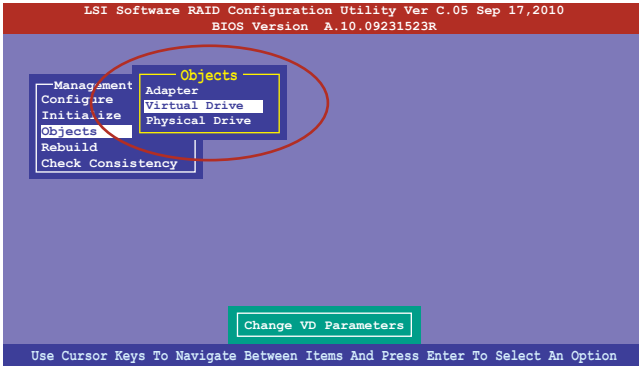 LSI Software RAID Configuration Utility Ver C.05 Sep 17,2010
BIOS Version A.10.09231523R
Management
Configure
Initialize
Objects
Rebuild
Check Consistency
Objects
Adapter
Virtual Drive
Physical Drive
Change VD Parameters
Use Cursor Keys To Navigate Between Items And Press Enter To Select An Option